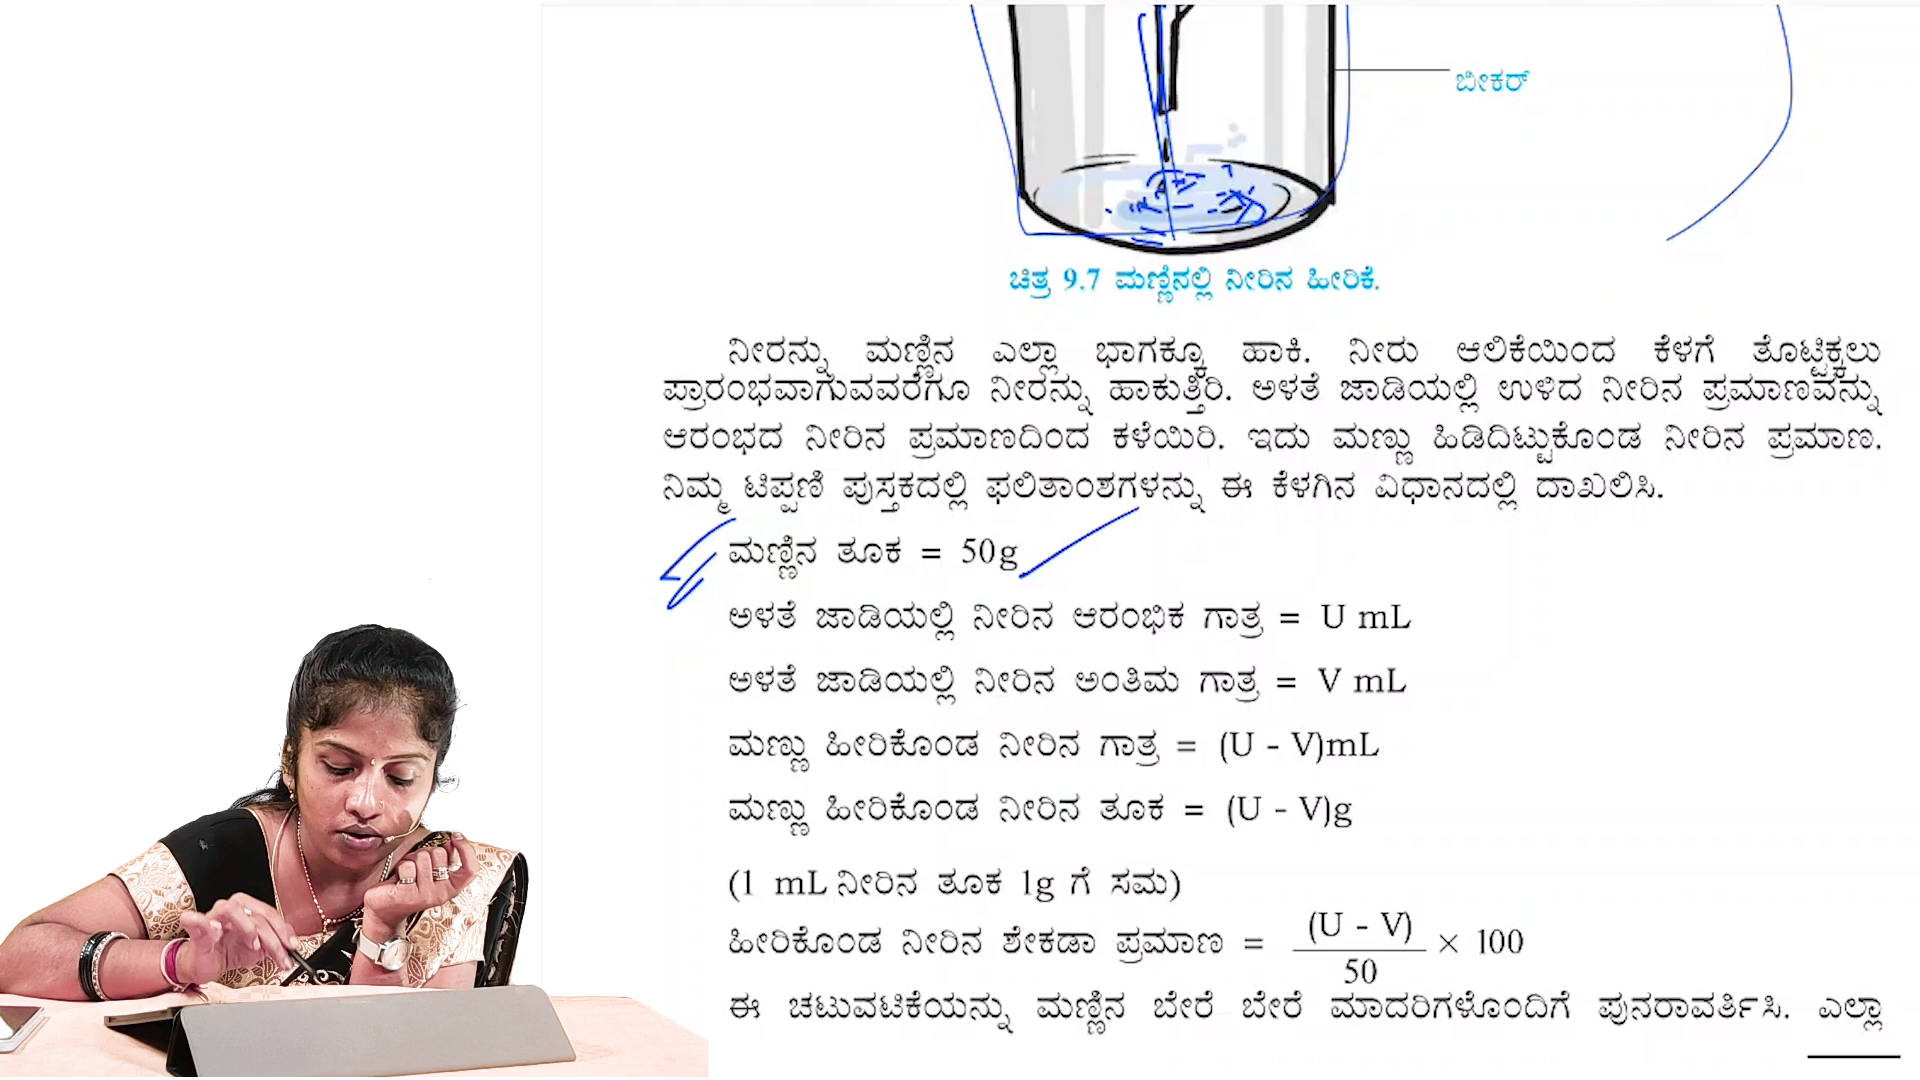 ಬೀಕರ್
ಚಿತ್ರ 9.7 ಮಣ್ಣಿನಲ್ಲಿ ನೀರಿನ ಹೀರಿಕೆ.
ನೀರನ್ನು ಮಣ್ಣಿನ ಎಲ್ಲಾ ಭಾಗಕ್ಕೂ ಹಾಕಿ. ನೀರು ಆಲಿಕೆಯಿಂದ ಕೆಳಗೆ ತೊಟ್ಟಿಕ್ಕಲು
ಪ್ರಾರಂಭವಾಗುವವರೆಗೂ ನೀರನ್ನು ಹಾಕುತ್ತಿರಿ. ಅಳತೆ ಜಾಡಿಯಲ್ಲಿ ಉಳಿದ ನೀರಿನ ಪ್ರಮಾಣವನ್ನು
ಆರಂಭದ ನೀರಿನ ಪ್ರಮಾಣದಿಂದ ಕಳೆಯಿರಿ. ಇದು ಮಣ್ಣು ಹಿಡಿದಿಟ್ಟುಕೊಂಡ ನೀರಿನ ಪ್ರಮಾಣ.
ನಿಮ್ಮ ಟಿಪ್ಪಣಿ ಪುಸ್ತಕದಲ್ಲಿ ಫಲಿತಾಂಶಗಳನ್ನು ಈ ಕೆಳಗಿನ ವಿಧಾನದಲ್ಲಿ ದಾಖಲಿಸಿ.
ಮಣ್ಣಿನ ತೂಕ = 50g
ಅಳತೆ ಜಾಡಿಯಲ್ಲಿ ನೀರಿನ ಆರಂಭಿಕ ಗಾತ್ರ = U mL
ಅಳತೆ ಜಾಡಿಯಲ್ಲಿ ನೀರಿನ ಅಂತಿಮ ಗಾತ್ರ = V mL
ಮಣ್ಣು ಹೀರಿಕೊಂಡ ನೀರಿನ ಗಾತ್ರ = (U - V)mL
ಮಣ್ಣು ಹೀರಿಕೊಂಡ ನೀರಿನ ತೂಕ = (U - V)g
(1 mL ನೀರಿನ ತೂಕ 1g ಗೆ ಸಮ)
ಹೀರಿಕೊಂಡ ನೀರಿನ ಶೇಕಡಾ ಪ್ರಮಾಣ = (U - V)/50 × 100
ಈ ಚಟುವಟಿಕೆಯನ್ನು ಮಣ್ಣಿನ ಬೇರೆ ಬೇರೆ ಮಾದರಿಗಳೊಂದಿಗೆ ಪುನರಾವರ್ತಿಸಿ. ಎಲ್ಲಾ